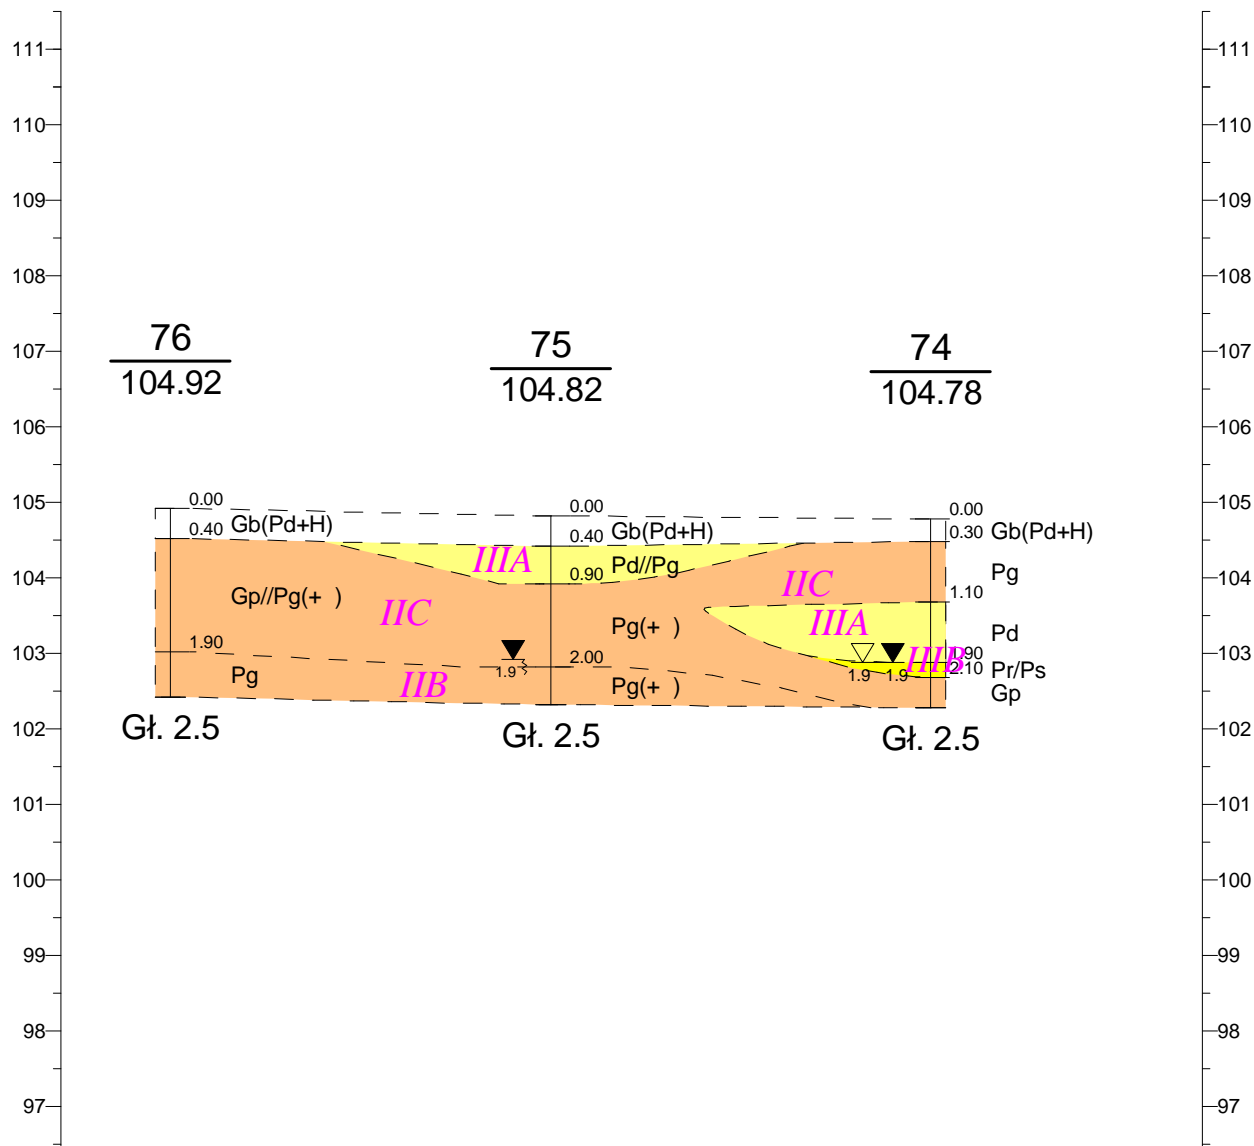 111 111
110 110
109 109
108 108
107 107
106 106
105 105
104 104
103 103
102 102
101 101
100 100
99 99
98 98
97 97
76
104.92
75
104.82
74
104.78
0.00
Gb(Pd+H)
0.40
Gp//Pg(+ )
IIC
1.90
Pg
IIB
Gł. 2.5
0.00
Gb(Pd+H)
0.40
IIIA
Pd//Pg
0.90
Pg(+ )
1.9
2.00
Pg(+ )
Gł. 2.5
0.00
0.30 Gb(Pd+H)
IIC
Pg
1.10
IIIA
Pd
1.90
IIIB
1.9 1.9
2.10 Pr/Ps
Gp
Gł. 2.5